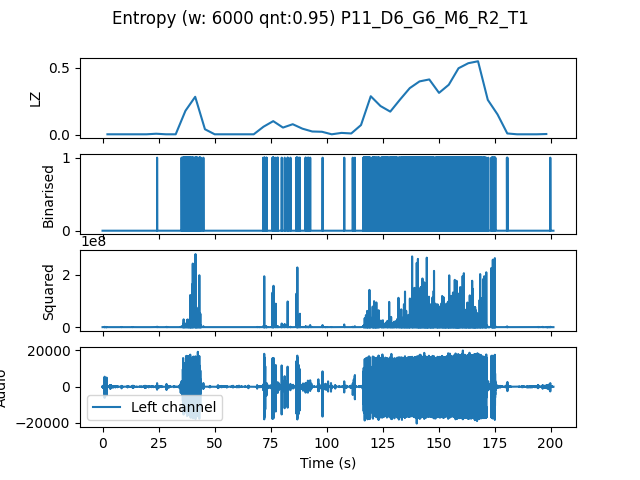 Entropy (w: 6000 qnt:0.95) P11_D6_G6_M6_R2_T1
0.5
0.0
LZ
1
0
Binarised
1e8
2
0
Squared
20000
0
−20000
Audio
Left channel
0 25 50 75 100 125 150 175 200
Time (s)